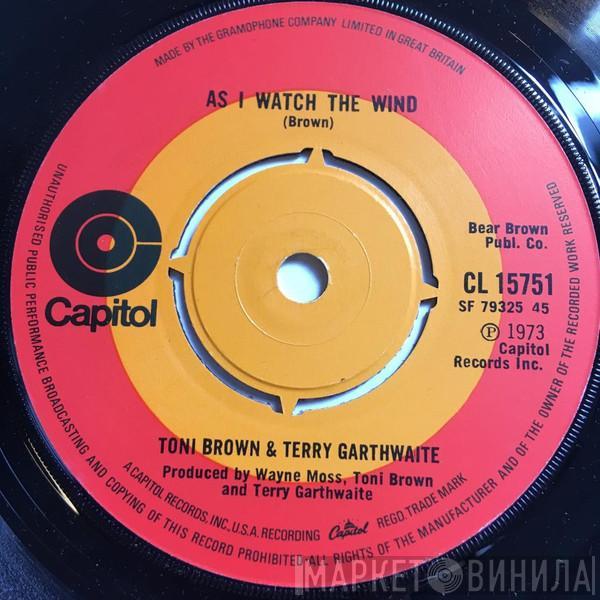 MADE BY THE GRAMOPHONE COMPANY LIMITED IN GREAT BRITAIN
AS I WATCH THE WIND
(Brown)
Capitol
Bear Brown
Publ. Co.
CL 15751
SF 79325 45
Ⓟ 1973
Capitol
Records Inc.
TONI BROWN & TERRY GARTHWAITE
Produced by Wayne Moss, Toni Brown
and Terry Garthwaite
A CAPITOL RECORDS, INC., U.S.A. RECORDING Capitol REGD TRADE MARK
UNAUTHORISED PUBLIC PERFORMANCE BROADCASTING AND COPYING OF THIS RECORD PROHIBITED·ALL RIGHTS OF THE MANUFACTURER AND OF THE OWNER OF THE RECORDED WORK RESERVED
МАРКЕТ ВИНИЛА